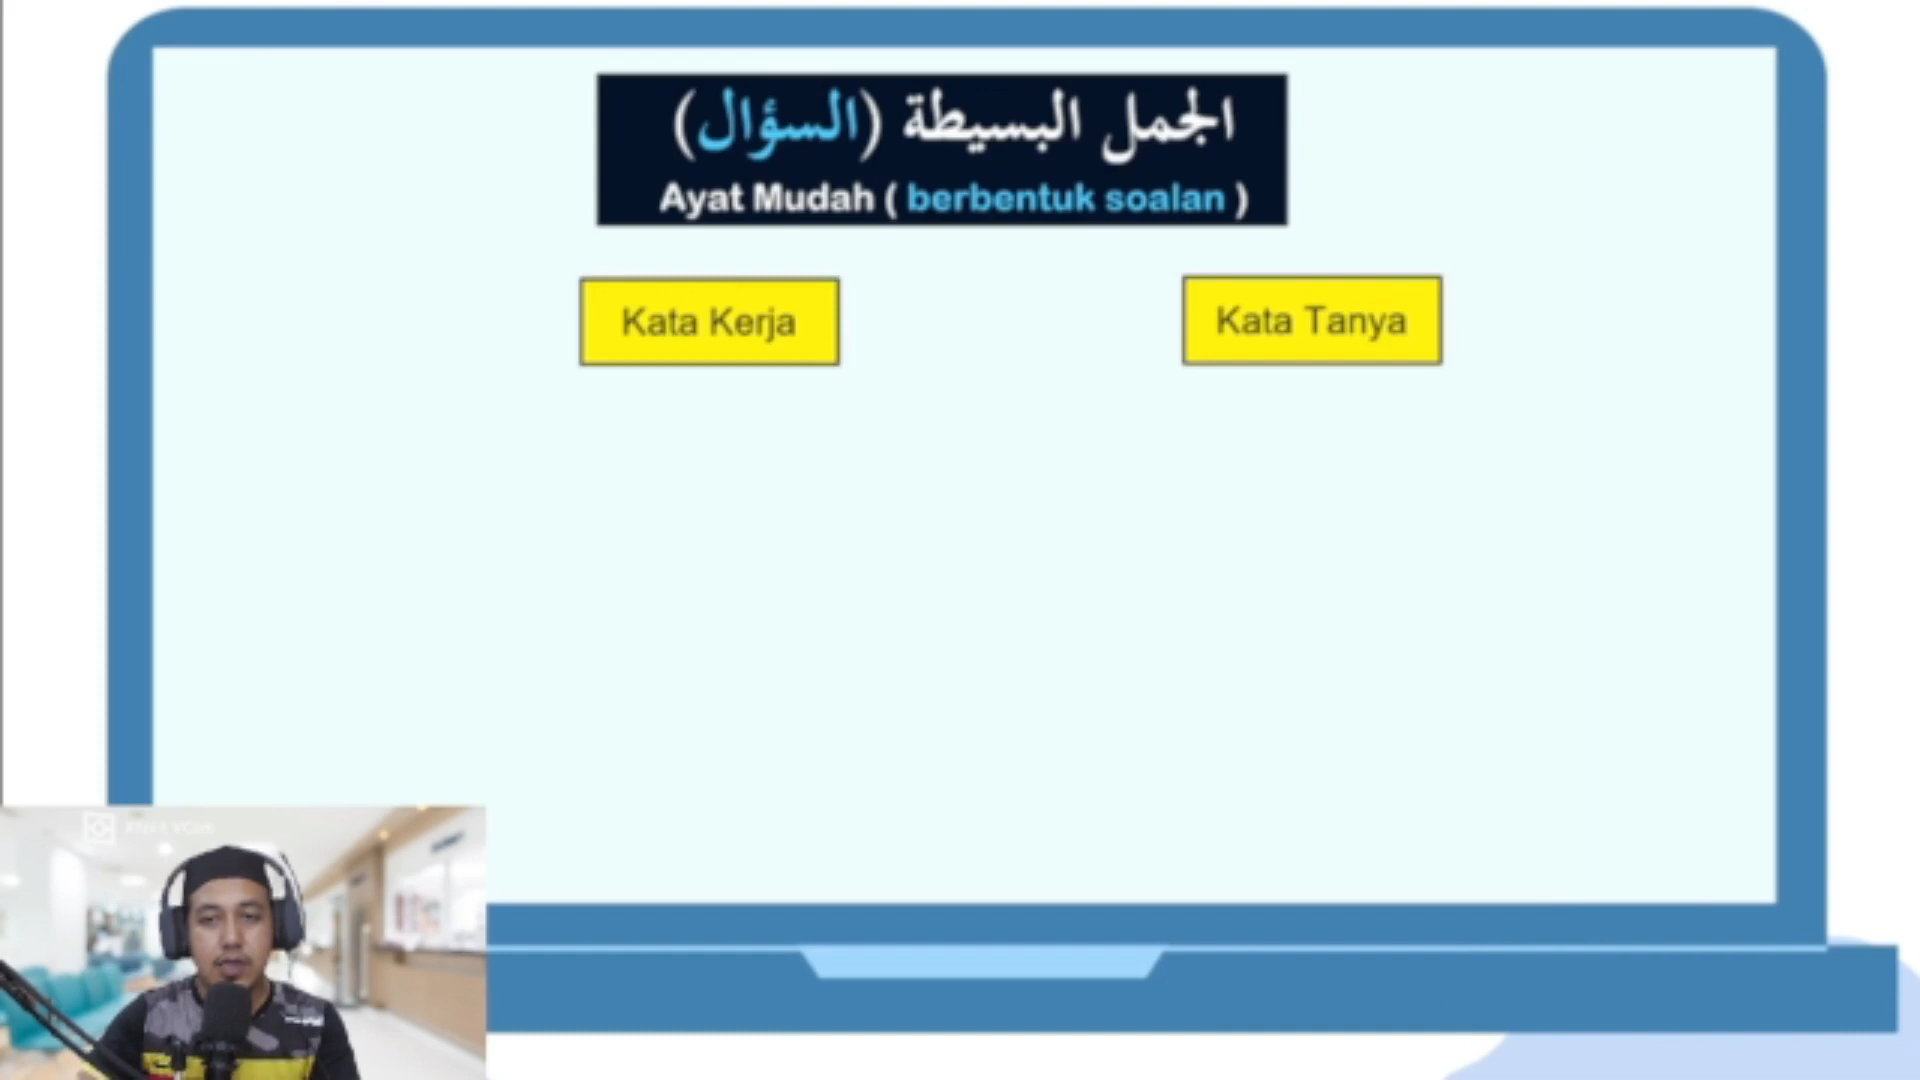 الجمل البسيطة (السؤال)
Ayat Mudah ( berbentuk soalan )
Kata Kerja
Kata Tanya